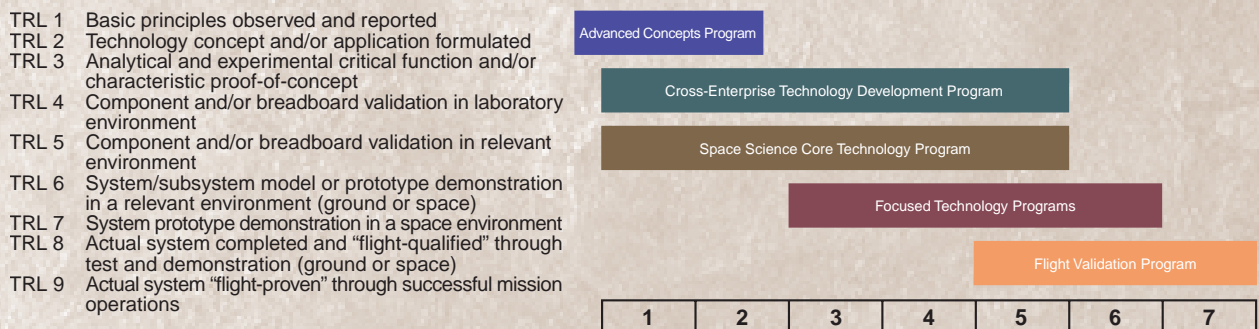 TRL 1 Basic principles observed and reported
TRL 2 Technology concept and/or application formulated
TRL 3 Analytical and experimental critical function and/or
characteristic proof-of-concept
TRL 4 Component and/or breadboard validation in laboratory
environment
TRL 5 Component and/or breadboard validation in relevant
environment
TRL 6 System/subsystem model or prototype demonstration
in a relevant environment (ground or space)
TRL 7 System prototype demonstration in a space environment
TRL 8 Actual system completed and “flight-qualified” through
test and demonstration (ground or space)
TRL 9 Actual system “flight-proven” through successful mission
operations
Advanced Concepts Program
Cross-Enterprise Technology Development Program
Space Science Core Technology Program
Focused Technology Programs
Flight Validation Program
1 2 3 4 5 6 7